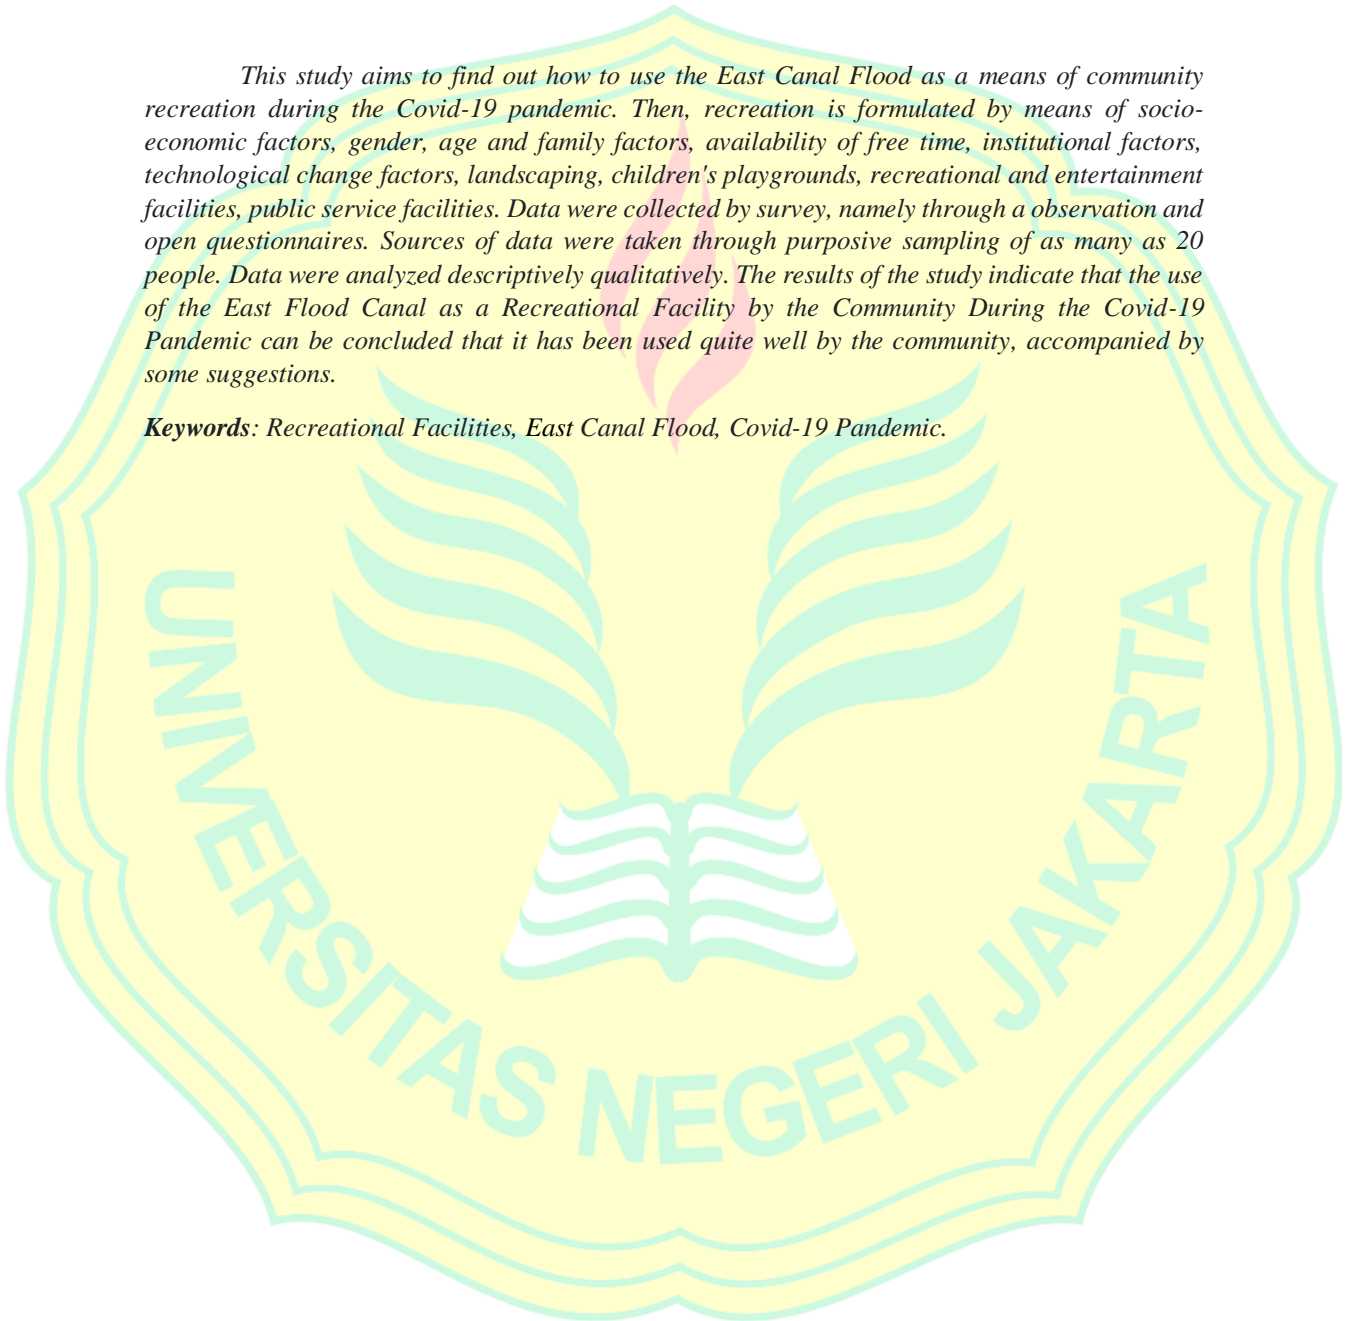 This study aims to find out how to use the East Canal Flood as a means of community
recreation during the Covid-19 pandemic. Then, recreation is formulated by means of socio-
economic factors, gender, age and family factors, availability of free time, institutional factors,
technological change factors, landscaping, children's playgrounds, recreational and entertainment
facilities, public service facilities. Data were collected by survey, namely through a observation and
open questionnaires. Sources of data were taken through purposive sampling of as many as 20
people. Data were analyzed descriptively qualitatively. The results of the study indicate that the use
of the East Flood Canal as a Recreational Facility by the Community During the Covid-19
Pandemic can be concluded that it has been used quite well by the community, accompanied by
some suggestions.
Keywords: Recreational Facilities, East Canal Flood, Covid-19 Pandemic.
UNIVERSITAS NEGERI JAKARTA